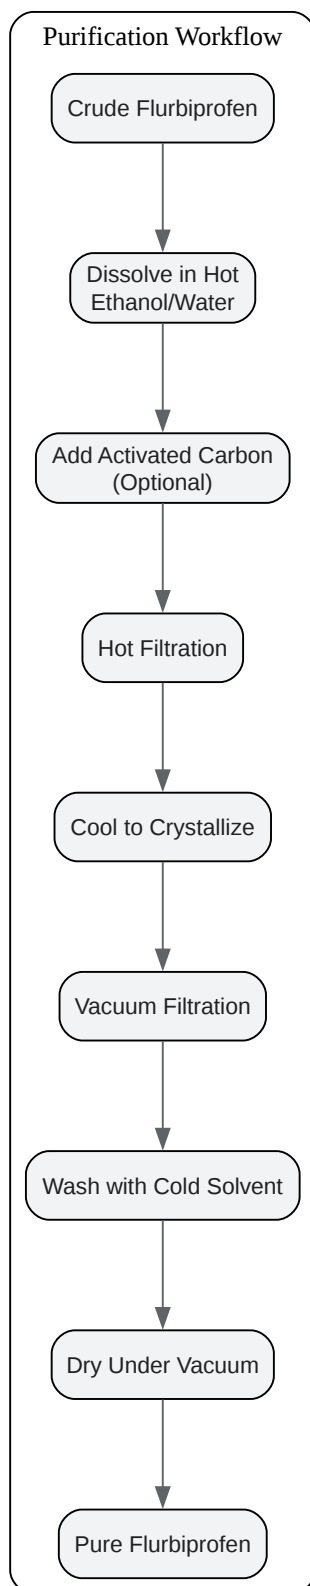 Purification Workflow
Crude Flurbiprofen
Dissolve in Hot
Ethanol/Water
Add Activated Carbon
(Optional)
Hot Filtration
Cool to Crystallize
Vacuum Filtration
Wash with Cold Solvent
Dry Under Vacuum
Pure Flurbiprofen